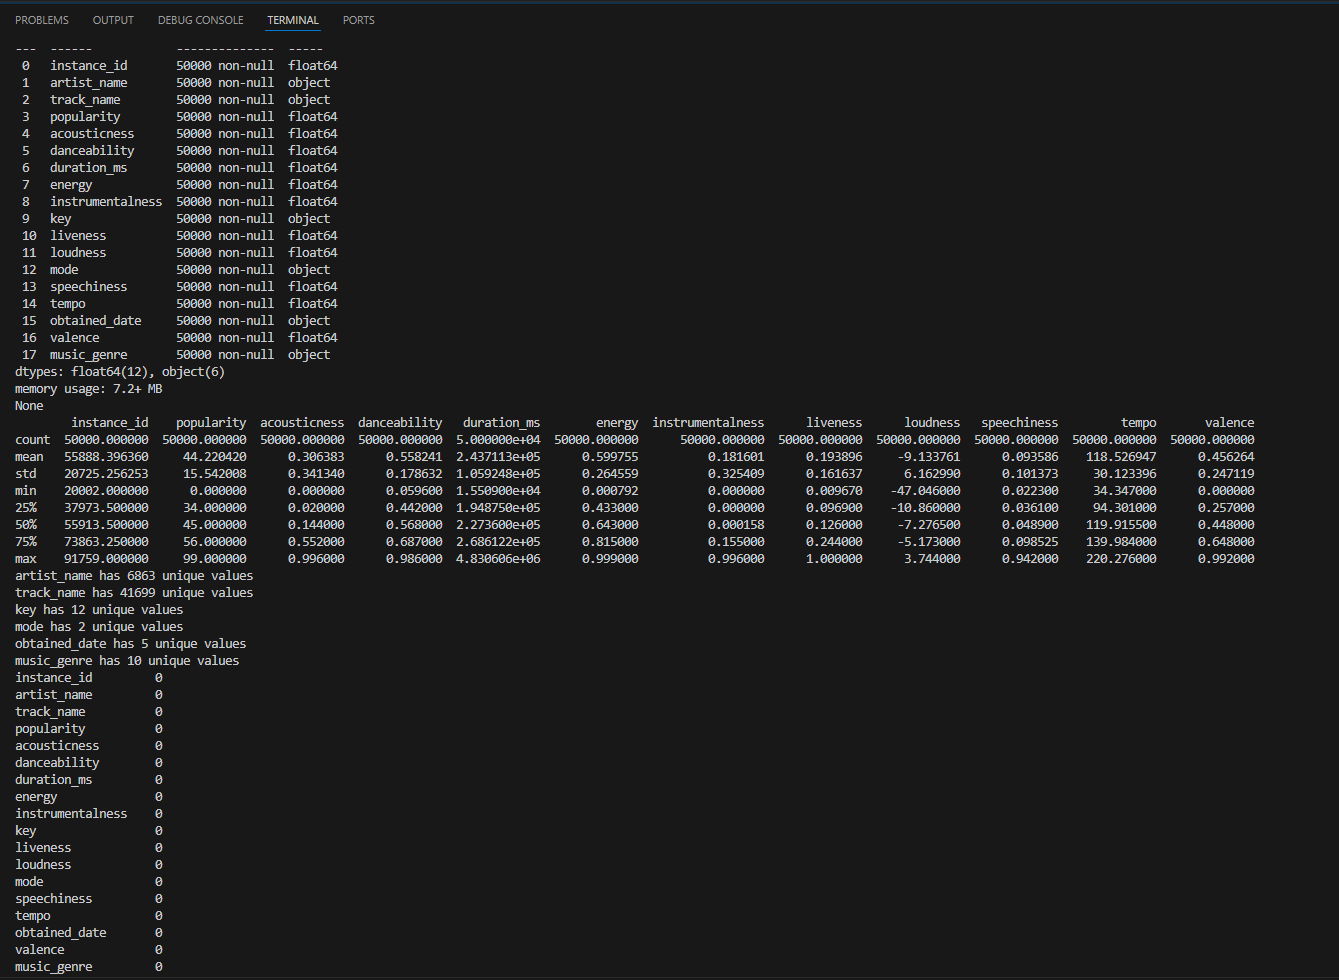 PROBLEMS OUTPUT DEBUG CONSOLE TERMINAL PORTS
--- ------ -------------- -----
0 instance_id 50000 non-null float64
1 artist_name 50000 non-null object
2 track_name 50000 non-null object
3 popularity 50000 non-null float64
4 acousticness 50000 non-null float64
5 danceability 50000 non-null float64
6 duration_ms 50000 non-null float64
7 energy 50000 non-null float64
8 instrumentalness 50000 non-null float64
9 key 50000 non-null object
10 liveness 50000 non-null float64
11 loudness 50000 non-null float64
12 mode 50000 non-null object
13 speechiness 50000 non-null float64
14 tempo 50000 non-null float64
15 obtained_date 50000 non-null object
16 valence 50000 non-null float64
17 music_genre 50000 non-null object
dtypes: float64(12), object(6)
memory usage: 7.2+ MB
None
instance_id popularity acousticness danceability duration_ms energy instrumentalness liveness loudness speechiness tempo valence
count 50000.000000 50000.000000 50000.000000 50000.000000 5.000000e+04 50000.000000 50000.000000 50000.000000 50000.000000 50000.000000 50000.000000 50000.000000
mean 55888.396360 44.220420 0.306383 0.558241 2.437113e+05 0.599755 0.181601 0.193896 -9.133761 0.093586 118.526947 0.456264
std 20725.256253 15.542008 0.341340 0.178632 1.059248e+05 0.264559 0.325409 0.161637 6.162990 0.101373 30.123396 0.247119
min 20002.000000 0.000000 0.000000 0.059600 1.550900e+04 0.000792 0.000000 0.009670 -47.046000 0.022300 34.347000 0.000000
25% 37973.500000 34.000000 0.020000 0.442000 1.948750e+05 0.433000 0.000000 0.096900 -10.860000 0.036100 94.301000 0.257000
50% 55913.500000 45.000000 0.144000 0.568000 2.273600e+05 0.643000 0.000158 0.126000 -7.276500 0.048900 119.915500 0.448000
75% 73863.250000 56.000000 0.552000 0.687000 2.686122e+05 0.815000 0.155000 0.244000 -5.173000 0.098525 139.984000 0.648000
max 91759.000000 99.000000 0.996000 0.986000 4.830606e+06 0.999000 0.996000 1.000000 3.744000 0.942000 220.276000 0.992000
artist_name has 6863 unique values
track_name has 41699 unique values
key has 12 unique values
mode has 2 unique values
obtained_date has 5 unique values
music_genre has 10 unique values
instance_id 0
artist_name 0
track_name 0
popularity 0
acousticness 0
danceability 0
duration_ms 0
energy 0
instrumentalness 0
key 0
liveness 0
loudness 0
mode 0
speechiness 0
tempo 0
obtained_date 0
valence 0
music_genre 0